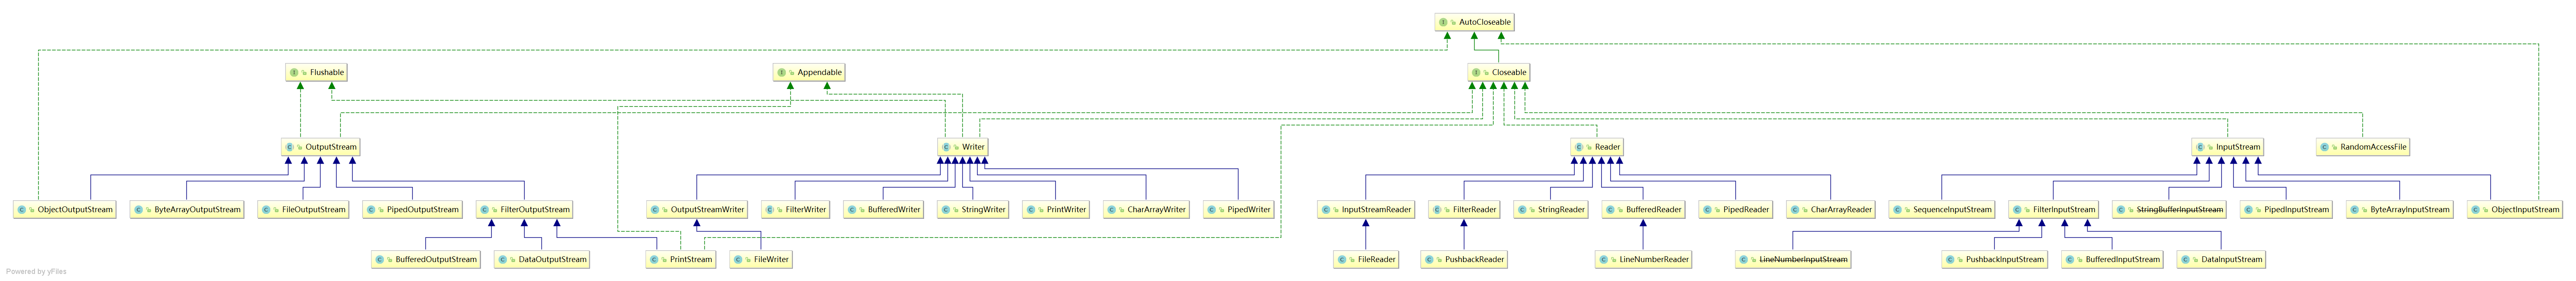 AutoCloseable
Flushable
Appendable
Closeable
OutputStream
Writer
Reader
InputStream
RandomAccessFile
ObjectOutputStream
ByteArrayOutputStream
FileOutputStream
PipedOutputStream
FilterOutputStream
OutputStreamWriter
FilterWriter
BufferedWriter
StringWriter
PrintWriter
CharArrayWriter
PipedWriter
InputStreamReader
FilterReader
StringReader
BufferedReader
PipedReader
CharArrayReader
SequenceInputStream
FilterInputStream
StringBufferInputStream
PipedInputStream
ByteArrayInputStream
ObjectInputStream
BufferedOutputStream
DataOutputStream
PrintStream
FileWriter
FileReader
PushbackReader
LineNumberReader
LineNumberInputStream
PushbackInputStream
BufferedInputStream
DataInputStream
Powered by yFiles